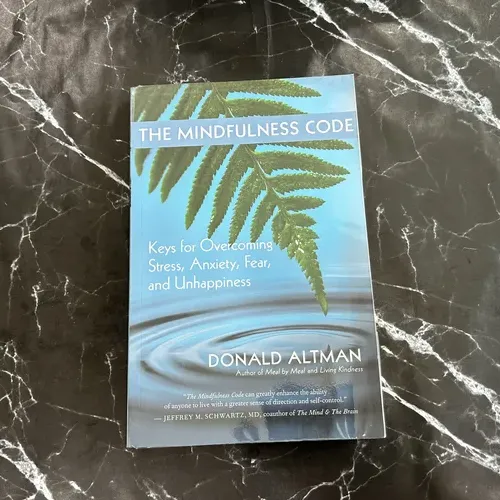 THE MINDFULNESS CODE
Keys for Overcoming
Stress, Anxiety, Fear,
and Unhappiness
DONALD ALTMAN
Author of Meal by Meal and Living Kindness
"The Mindfulness Code can greatly enhance the ability
of anyone to live with a greater sense of direction and self-control."
— JEFFREY M. SCHWARTZ, MD, coauthor of The Mind & The Brain